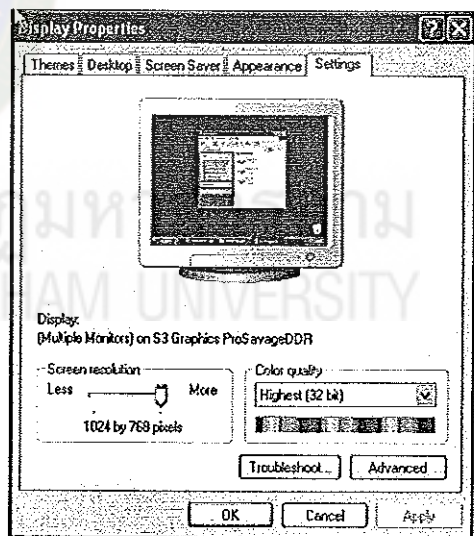 Display Properties
Themes Desktop Screen Saver Appearance Settings
Display:
(Multiple Monitors) on S3 Graphics ProSavageDDR
Screen resolution
Less More
1024 by 768 pixels
Color quality
Highest (32 bit)
Troubleshoot... Advanced
OK Cancel Apply
UNIVERSITY